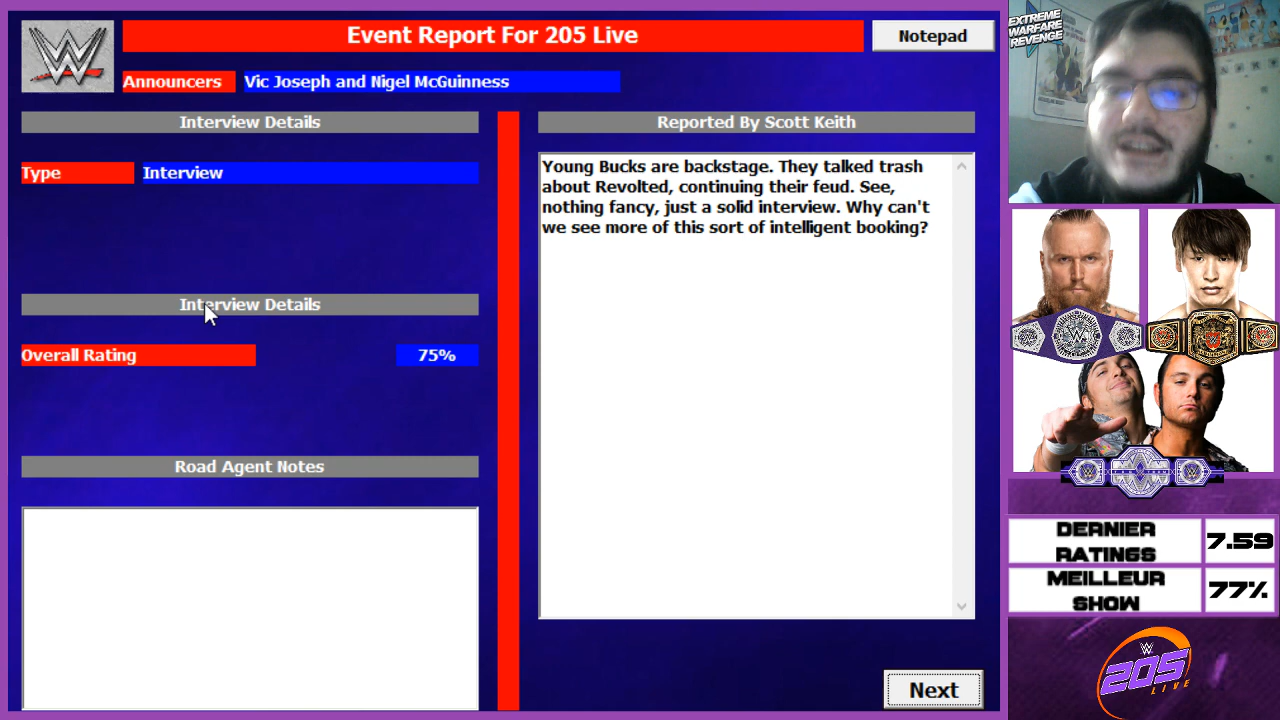 Event Report For 205 Live
Notepad
Announcers
Vic Joseph and Nigel McGuinness
Interview Details
Type
Interview
Interview Details
Overall Rating
75%
Road Agent Notes
Reported By Scott Keith
Young Bucks are backstage. They talked trash
about Revolted, continuing their feud. See,
nothing fancy, just a solid interview. Why can't
we see more of this sort of intelligent booking?
Next
EXTREME
WARFARE
REVENGE
DERNIER
RATINGS
7.59
MEILLEUR
SHOW
77%
W
205
LIVE